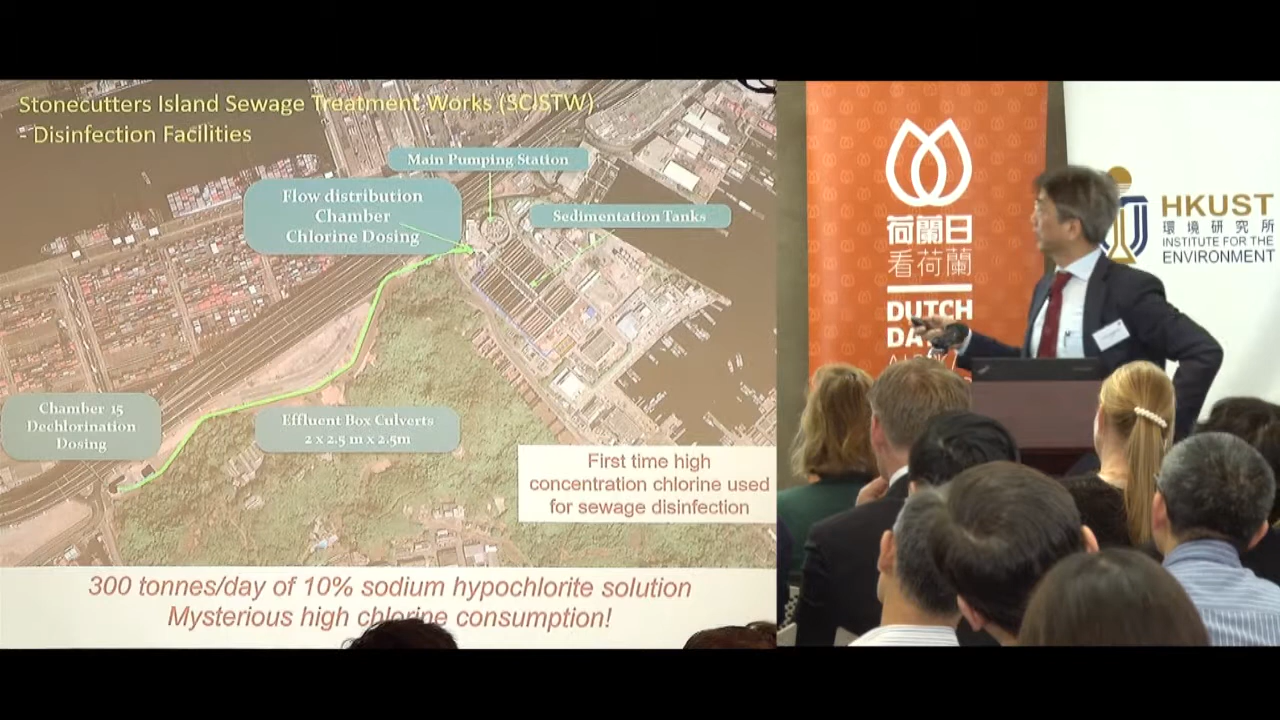 Stonecutters Island Sewage Treatment Works (SCISTW)
- Disinfection Facilities
Main Pumping Station
Flow distribution
Chamber
Chlorine Dosing
Sedimentation Tanks
Chamber 15
Dechlorination
Dosing
Effluent Box Culverts
2 x 2.5 m x 2.5m
First time high
concentration chlorine used
for sewage disinfection
300 tonnes/day of 10% sodium hypochlorite solution
Mysterious high chlorine consumption!
荷蘭日
看荷蘭
DUTCH
HKUST
環境研究所
INSTITUTE FOR THE
ENVIRONMENT